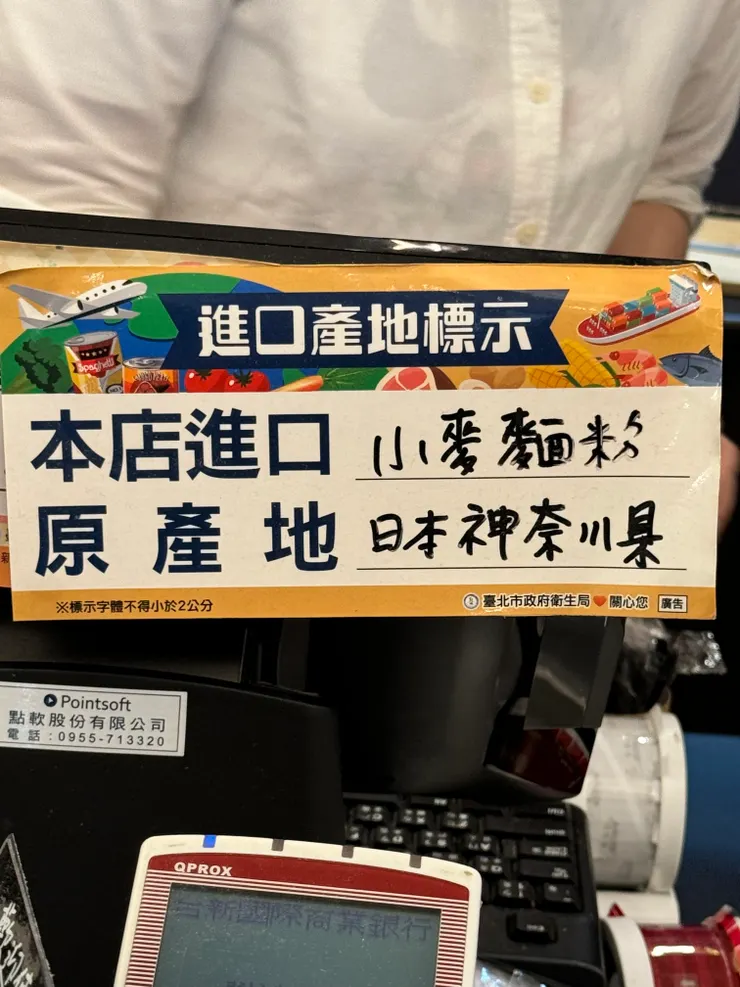 進口產地標示
Spaghetti
本店進口 小麥麵粉
原產地 日本神奈川県
※標示字體不得小於2公分
臺北市政府衛生局❤關心您 廣告
Pointsoft
點軟股份有限公司
電話:0955-713320
QPROX
台新國際商業銀行